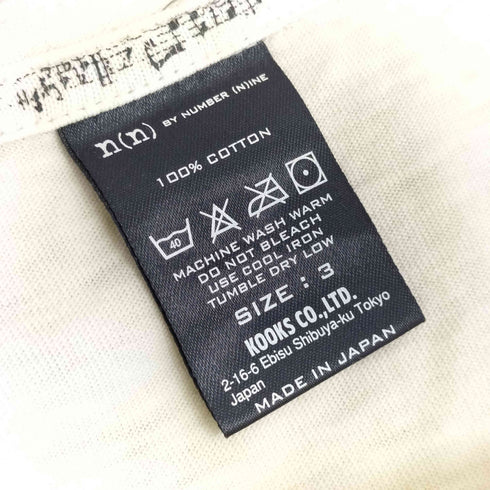 n(n) BY NUMBER (N)INE
100% COTTON
40
MACHINE WASH WARM
DO NOT BLEACH
USE COOL IRON
TUMBLE DRY LOW
SIZE : 3
KOOKS CO.,LTD.
2-16-6 Ebisu Shibuya-ku Tokyo
Japan
MADE IN JAPAN